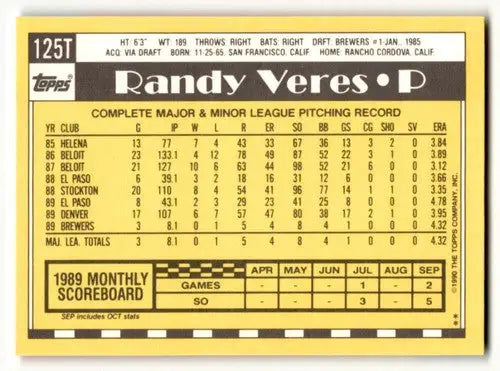 125T
HT: 6'3" WT: 189 THROWS: RIGHT BATS: RIGHT DRFT: BREWERS #1-JAN., 1985
ACQ: VIA DRAFT BORN: 11-25-65, SAN FRANCISCO, CALIF. HOME: RANCHO CORDOVA, CALIF.
Topps
Randy Veres • P
COMPLETE MAJOR & MINOR LEAGUE PITCHING RECORD
YR CLUB G IP W L R ER SO BB GS CG SHO SV ERA
85 HELENA 13 77 7 4 43 33 67 36 13 3 2 0 3.84
86 BELOIT 23 133.1 4 12 78 49 87 52 22 3 1 0 3.89
87 BELOIT 21 127 10 6 63 44 98 52 21 6 0 0 3.12
88 EL PASO 6 39.1 3 2 18 16 31 12 6 1 0 0 3.66
88 STOCKTON 20 110 8 4 54 41 96 77 14 1 1 0 3.35
89 EL PASO 8 43.1 2 3 29 23 41 25 8 0 0 0 4.78
89 DENVER 17 107 6 7 57 47 80 38 17 2 1 0 3.95
89 BREWERS 3 8.1 0 1 5 4 8 4 1 0 0 0 4.32
MAJ. LEA. TOTALS 3 8.1 0 1 5 4 8 4 1 0 0 0 4.32
1989 MONTHLY
SCOREBOARD
APR MAY JUN JUL AUG SEP
GAMES - - - 1 - 2
SO - - - 3 - 5
SEP includes OCT stats
©1990 THE TOPPS COMPANY, INC.
**